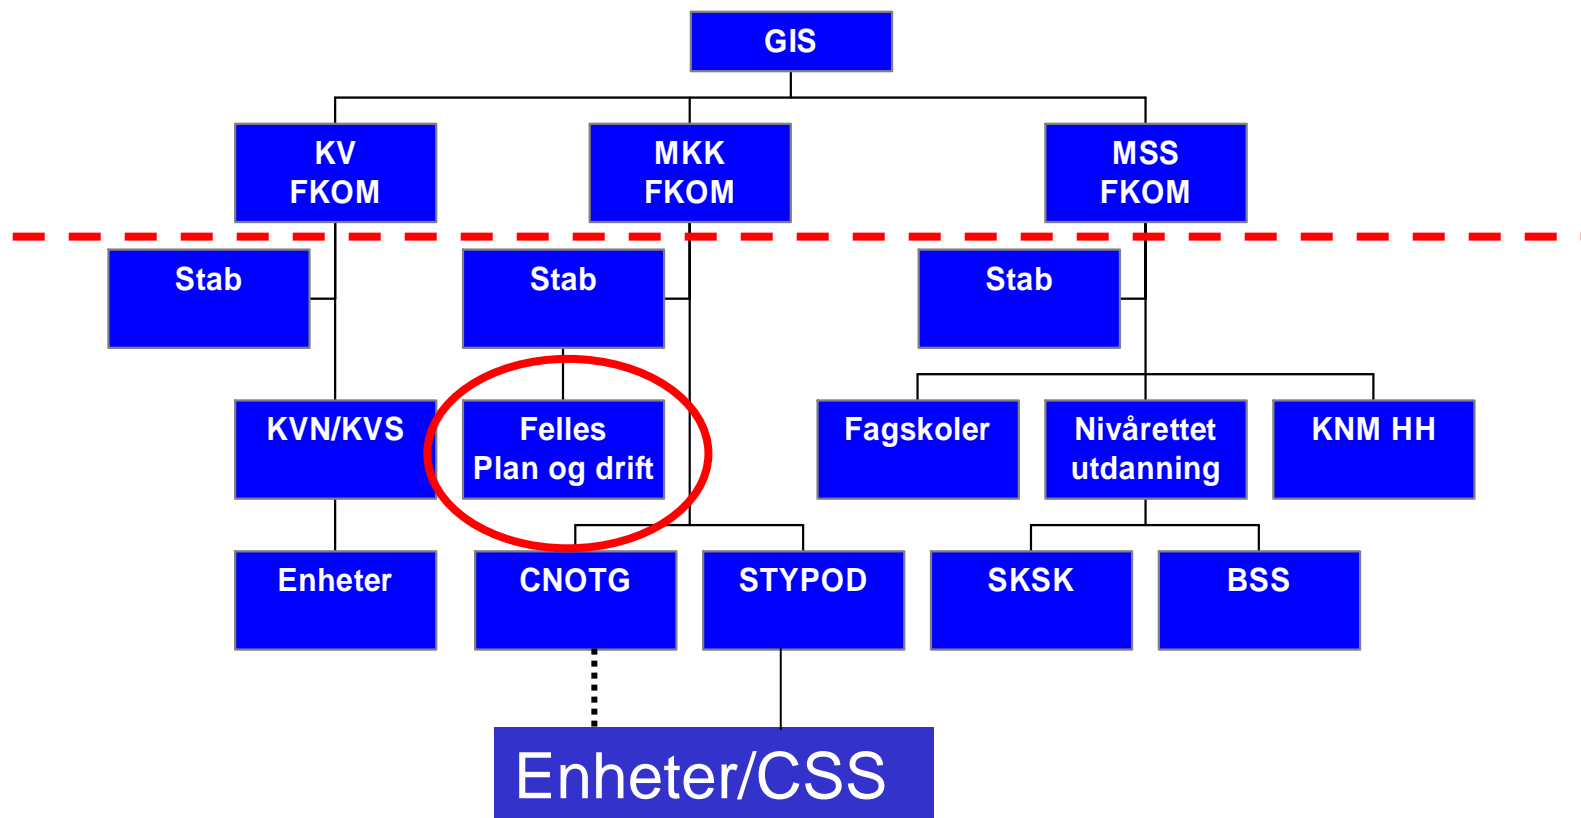 GIS
KV
FKOM
MKK
FKOM
MSS
FKOM
Stab
Stab
Stab
KVN/KVS
Felles
Plan og drift
Fagskoler
Nivårettet
utdanning
KNM HH
Enheter
CNOTG
STYPOD
SKSK
BSS
Enheter/CSS